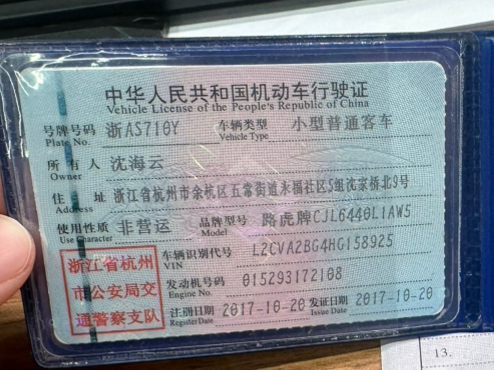 中华人民共和国机动车行驶证
Vehicle License of the People's Republic of China
号牌号码 浙AS710Y 车辆类型 小型普通客车
Plate No. Vehicle Type
所有人 沈海云
Owner
住址 浙江省杭州市余杭区五常街道永福社区5组沈家桥北9号
Address
使用性质 非营运 品牌型号 路虎牌CJL6440L1AW5
Use Character Model
浙江省杭州市公安局交通警察支队
车辆识别代号 L2CVA2BG4HG158925
VIN
发动机号码 015293172108
Engine No.
注册日期 2017-10-20 发证日期 2017-10-20
Register Date Issue Date
13.